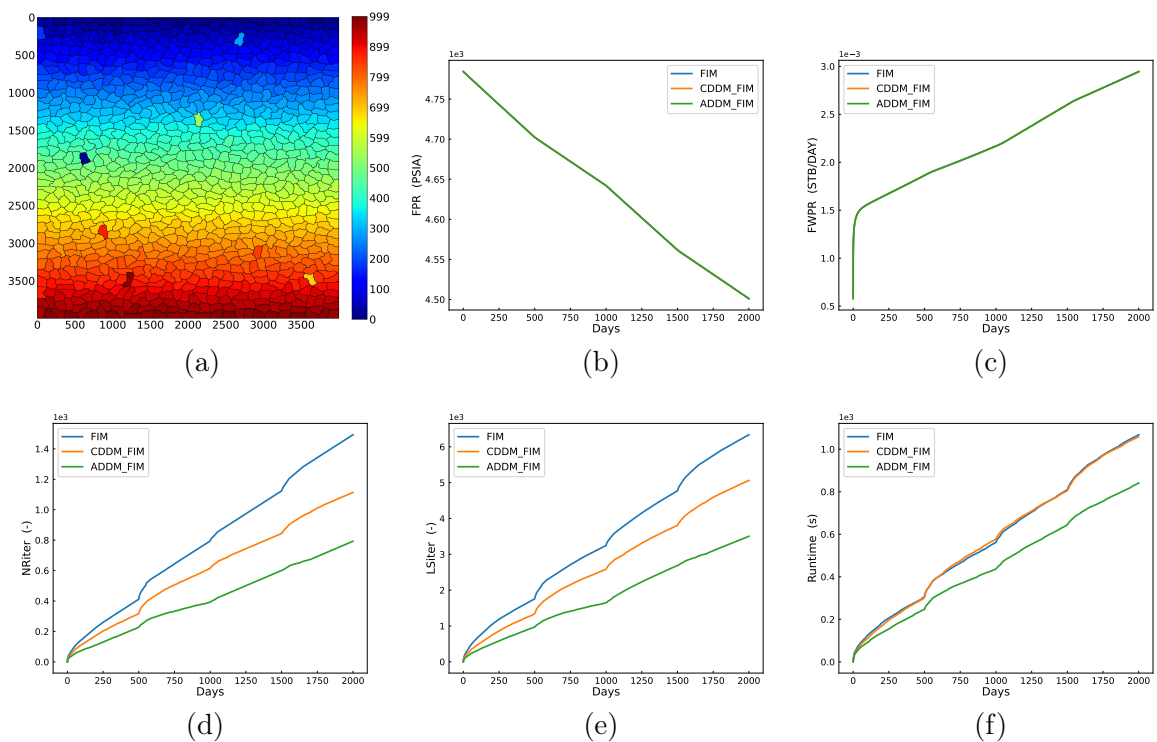 0
500
1000
1500
2000
2500
3000
3500
0 500 1000 1500 2000 2500 3000 3500
999
899
799
699
599
500
400
300
200
100
0
(a)
1e3
4.75
4.70
4.65
4.60
4.55
4.50
FPR (PSIA)
FIM
CDDM_FIM
ADDM_FIM
0 250 500 750 1000 1250 1500 1750 2000
Days
(b)
1e−3
3.0
2.5
2.0
1.5
1.0
0.5
FWPR (STB/DAY)
FIM
CDDM_FIM
ADDM_FIM
0 250 500 750 1000 1250 1500 1750 2000
Days
(c)
1e3
1.4
1.2
1.0
0.8
0.6
0.4
0.2
0.0
NRiter (-)
FIM
CDDM_FIM
ADDM_FIM
0 250 500 750 1000 1250 1500 1750 2000
Days
(d)
1e3
6
5
4
3
2
1
0
LSiter (-)
FIM
CDDM_FIM
ADDM_FIM
0 250 500 750 1000 1250 1500 1750 2000
Days
(e)
1e3
1.0
0.8
0.6
0.4
0.2
0.0
Runtime (s)
FIM
CDDM_FIM
ADDM_FIM
0 250 500 750 1000 1250 1500 1750 2000
Days
(f)